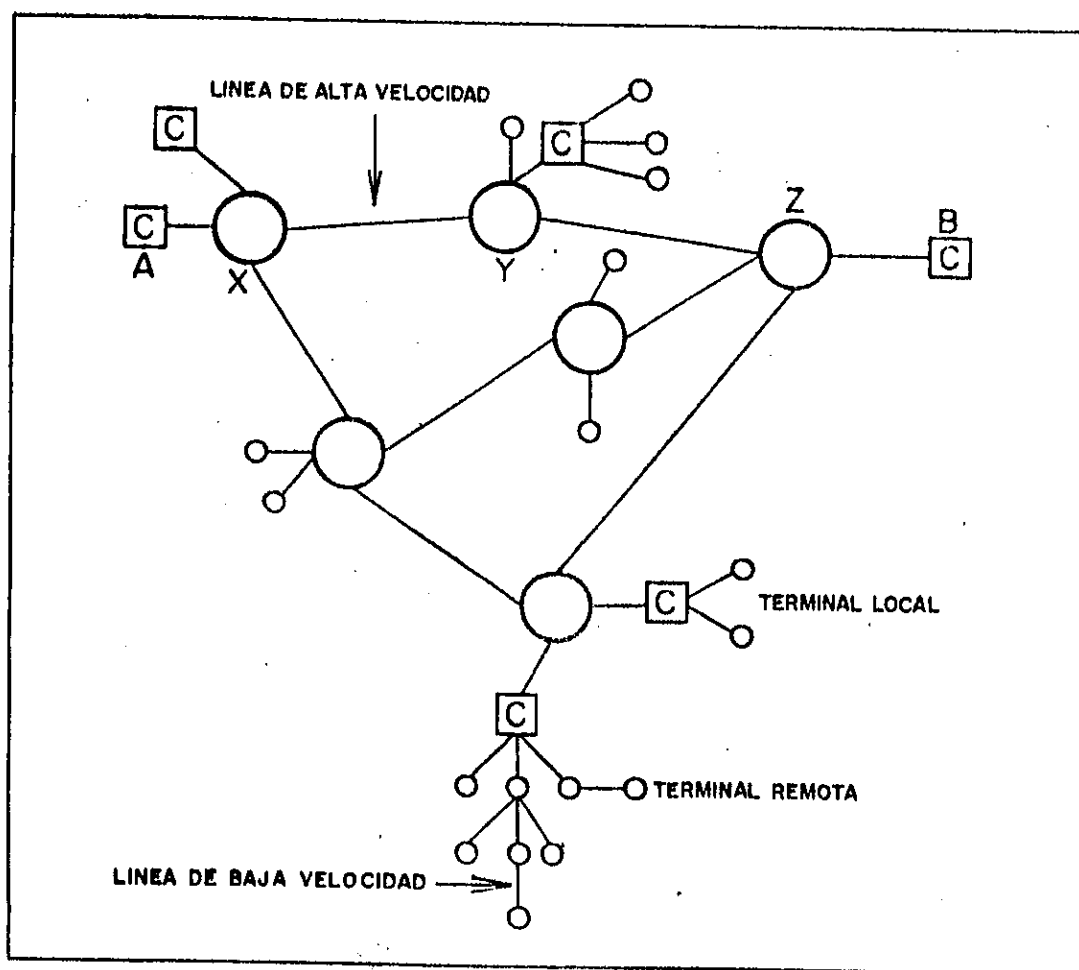 LINEA DE ALTA VELOCIDAD
C
C
C
A
X
Y
Z
B
C
C
TERMINAL LOCAL
C
TERMINAL REMOTA
LINEA DE BAJA VELOCIDAD